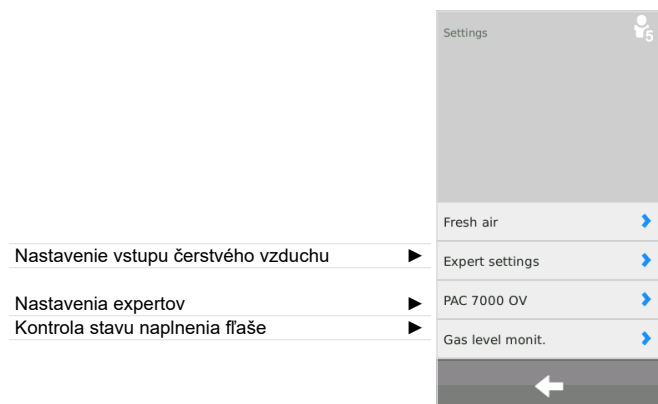 Settings
5
Fresh air
Nastavenie vstupu čerstvého vzduchu ►
Expert settings
Nastavenia expertov ►
PAC 7000 OV
Kontrola stavu naplnenia fľaše ►
Gas level monit.